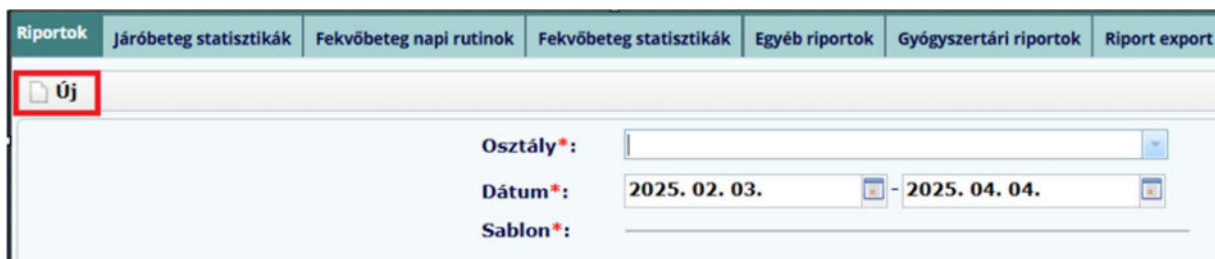 Riportok Járóbeteg statisztikák Fekvőbeteg napi rutinok Fekvőbeteg statisztikák Egyéb riportok Gyógyszertári riportok Riport export
Új
Osztály*:
Dátum*: 2025. 02. 03. - 2025. 04. 04.
Sablon*: